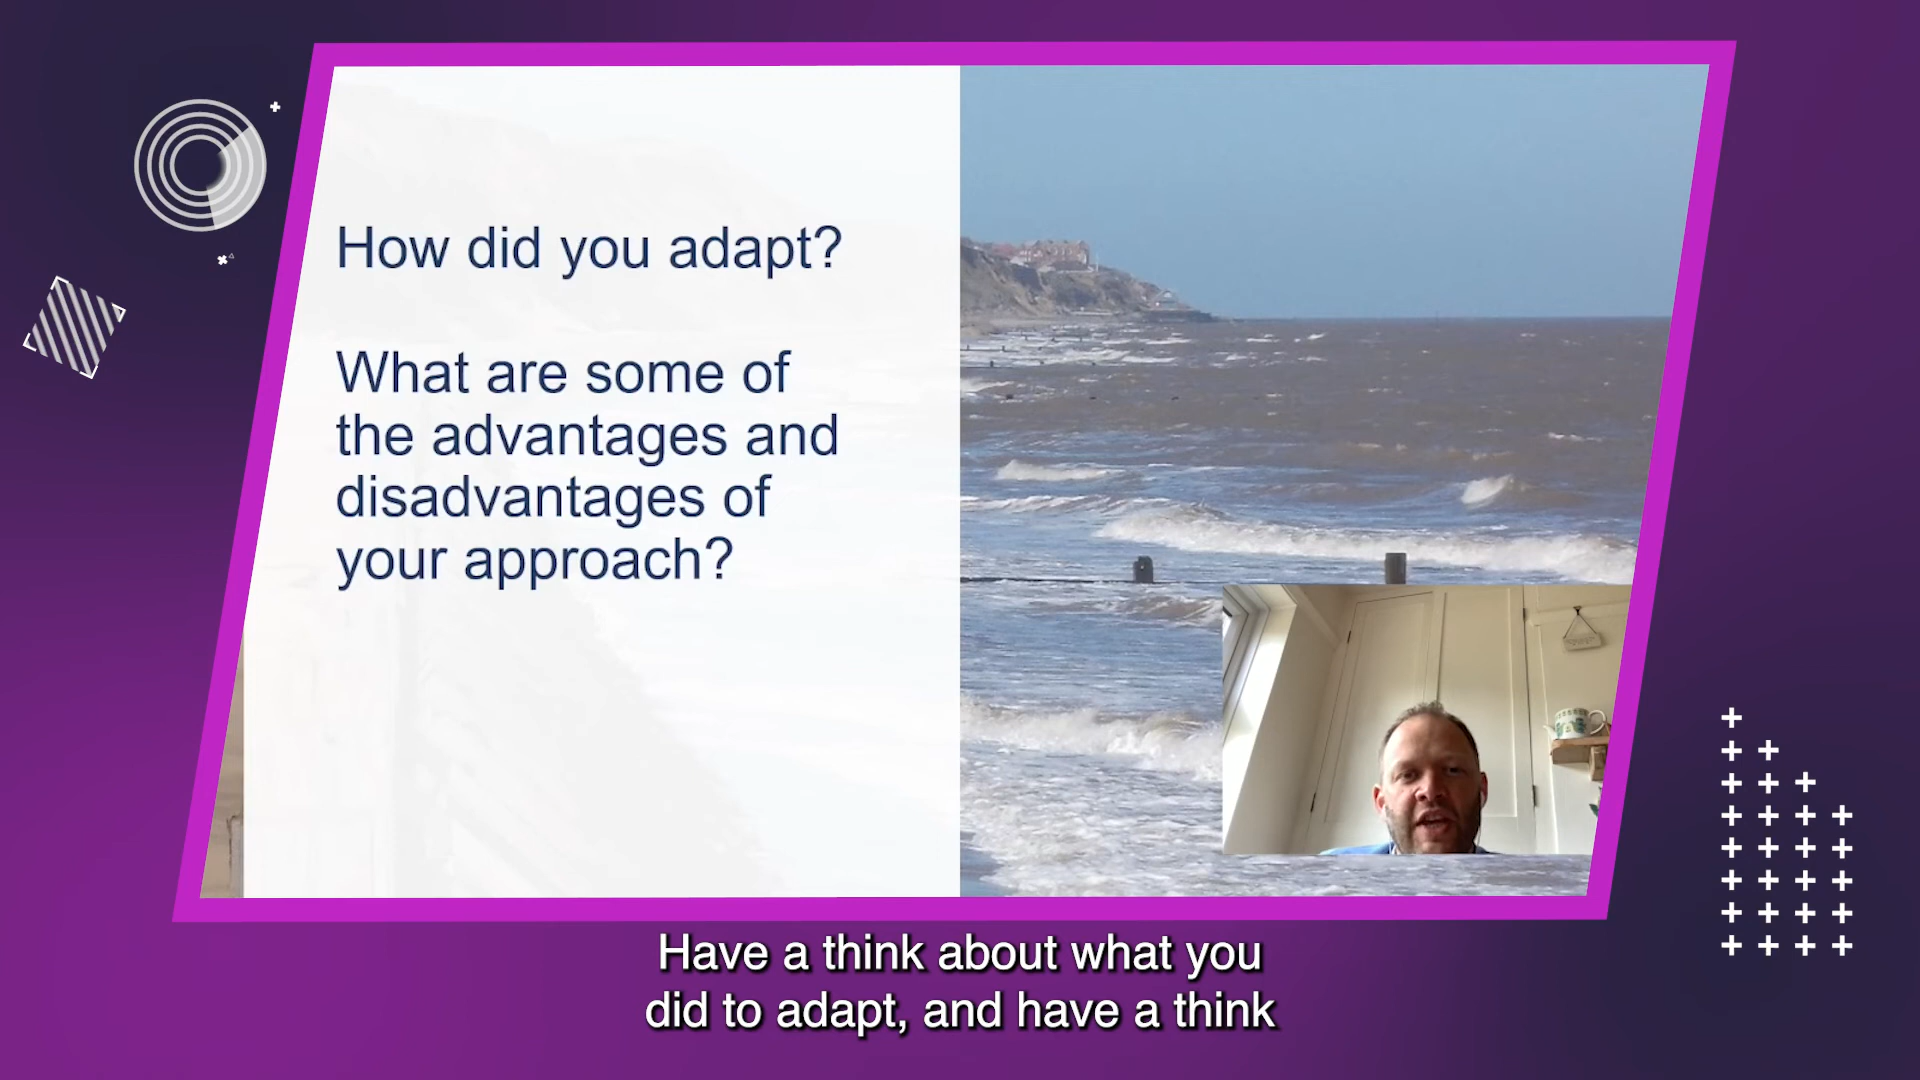 How did you adapt?
What are some of
the advantages and
disadvantages of
your approach?
Have a think about what you
did to adapt, and have a think